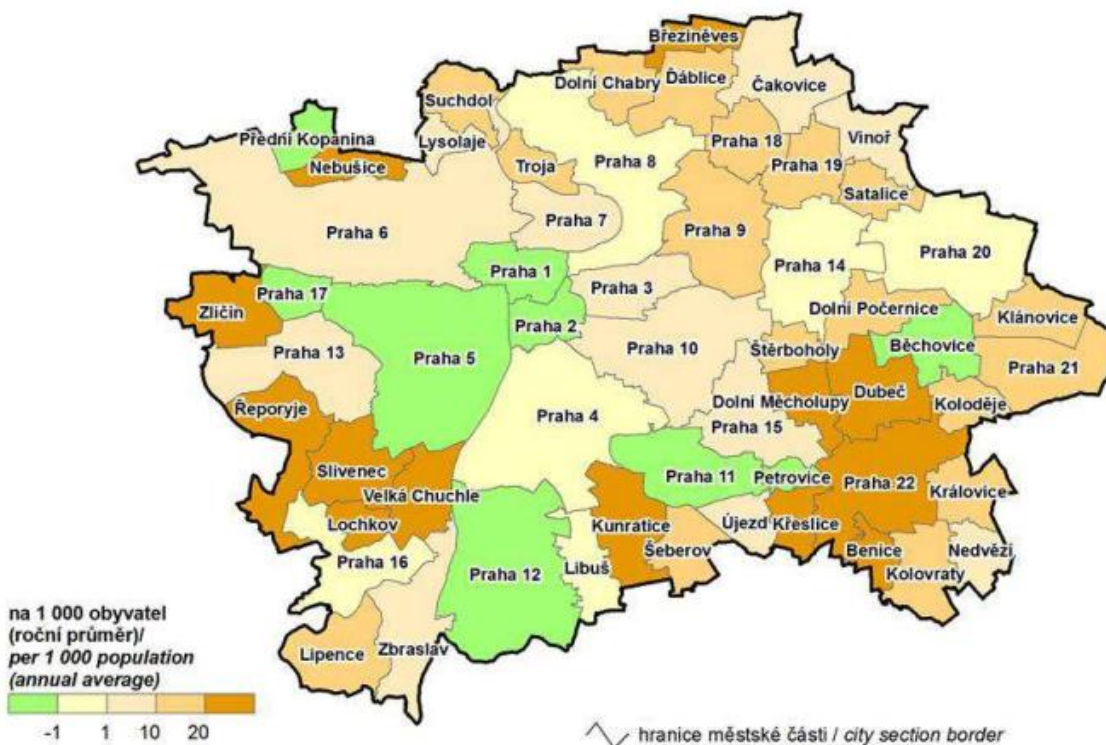 Březiněves
Dolní Chabry
Ďáblice
Čakovice
Suchdol
Přední Kopanina
Lysolaje
Praha 18
Vinoř
Nebušice
Troja
Praha 8
Praha 19
Satalice
Praha 6
Praha 7
Praha 9
Praha 20
Praha 14
Praha 1
Praha 17
Praha 3
Zličín
Praha 2
Dolní Počernice
Klánovice
Praha 13
Praha 5
Praha 10
Štěrboholy
Běchovice
Praha 21
Řeporyje
Praha 4
Dolní Měcholupy
Dubeč
Koloděje
Praha 15
Slivenec
Velká Chuchle
Praha 11
Petrovice
Praha 22
Královice
Lochkov
Kunratice
Újezd
Křeslice
Praha 16
Praha 12
Libuš
Šeberov
Benice
Nedvězí
Kolovraty
Lipence
Zbraslav
na 1 000 obyvatel
(roční průměr)/
per 1 000 population
(annual average)
-1 1 10 20
hranice městské části / city section border